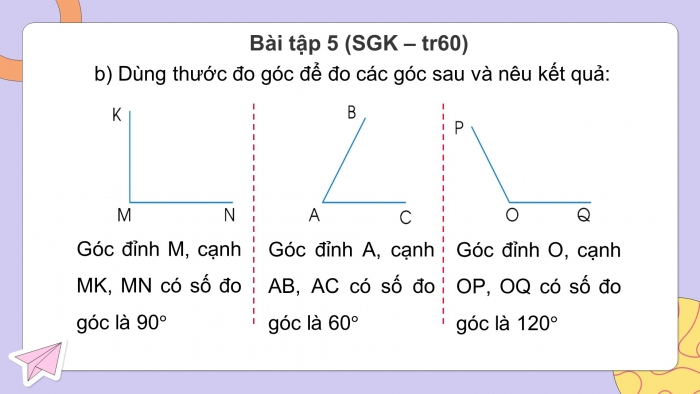 Bài tập 5 (SGK – tr60)
b) Dùng thước đo góc để đo các góc sau và nêu kết quả:
K
M
N
B
A
C
P
O
Q
Góc đỉnh M, cạnh
MK, MN có số đo
góc là 90°
Góc đỉnh A, cạnh
AB, AC có số đo
góc là 60°
Góc đỉnh O, cạnh
OP, OQ có số đo
góc là 120°